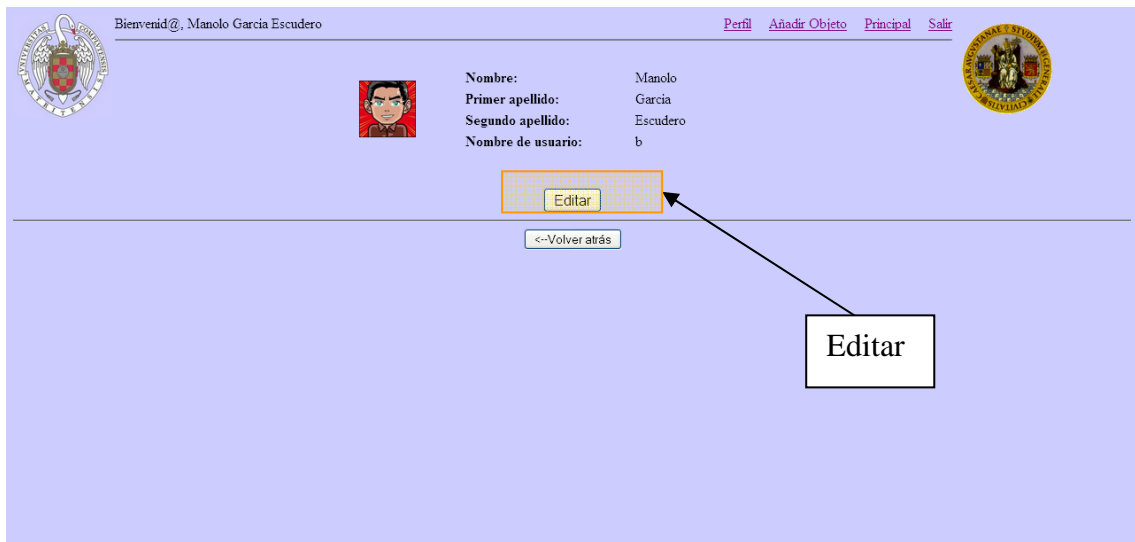 Bienvenid@, Manolo Garcia Escudero
Perfil Añadir Objeto Principal Salir
Nombre: Manolo
Primer apellido: Garcia
Segundo apellido: Escudero
Nombre de usuario: b
Editar
<--Volver atrás
Editar